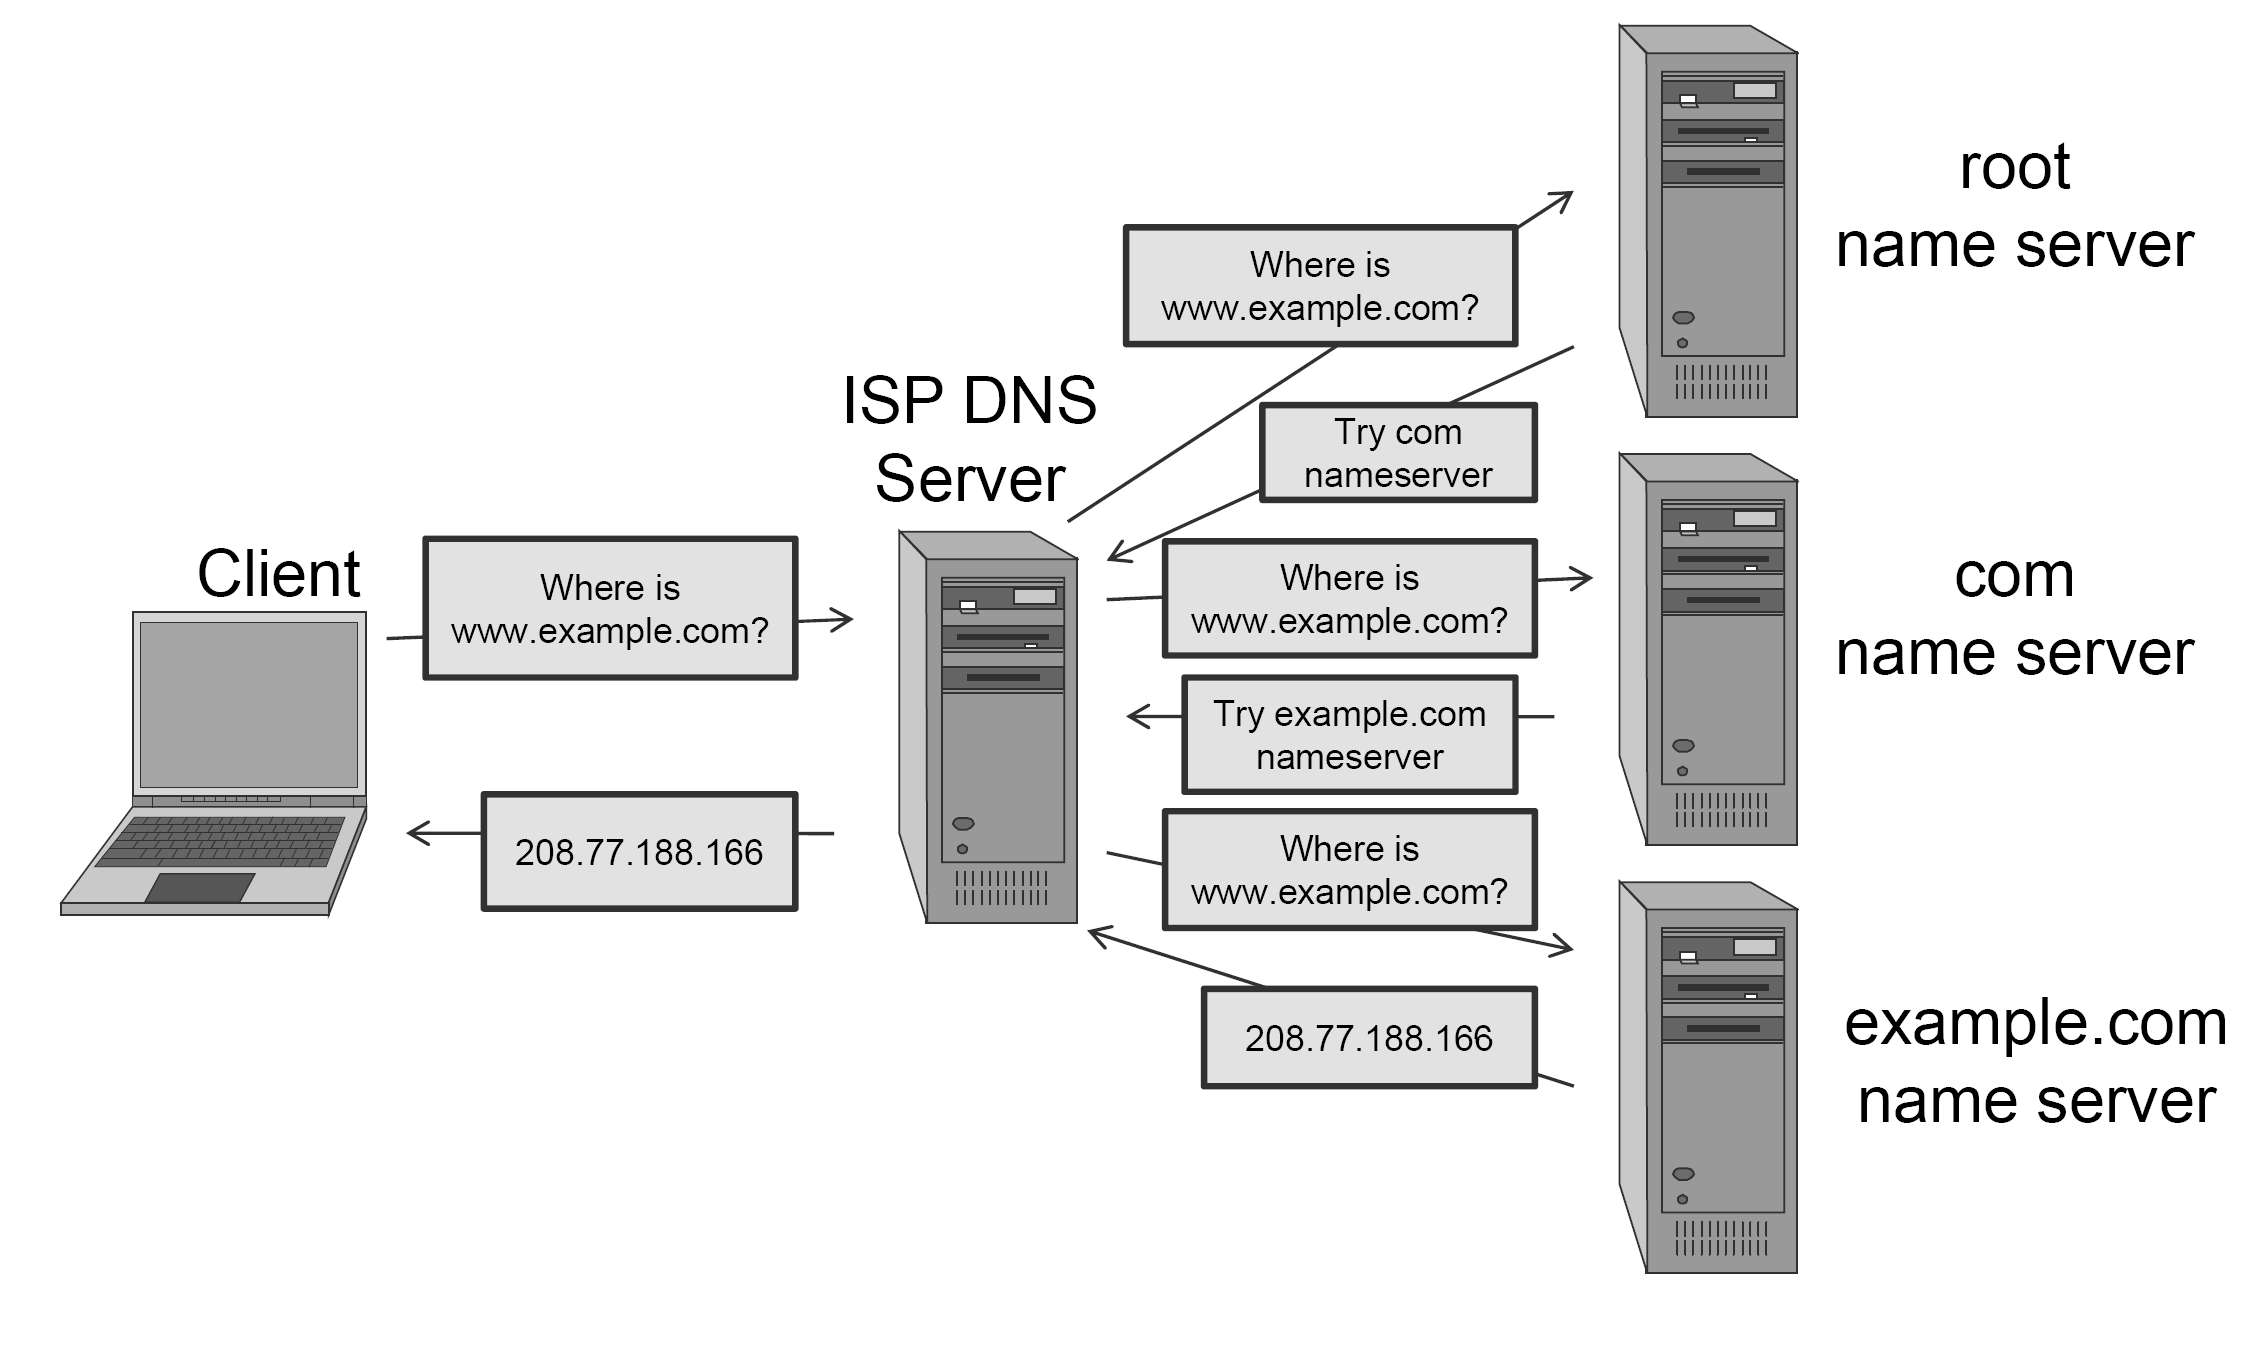 root
name server
Where is
www.example.com?
ISP DNS
Server
Try com
nameserver
Client
Where is
www.example.com?
Where is
www.example.com?
com
name server
Try example.com
nameserver
208.77.188.166
Where is
www.example.com?
208.77.188.166
example.com
name server